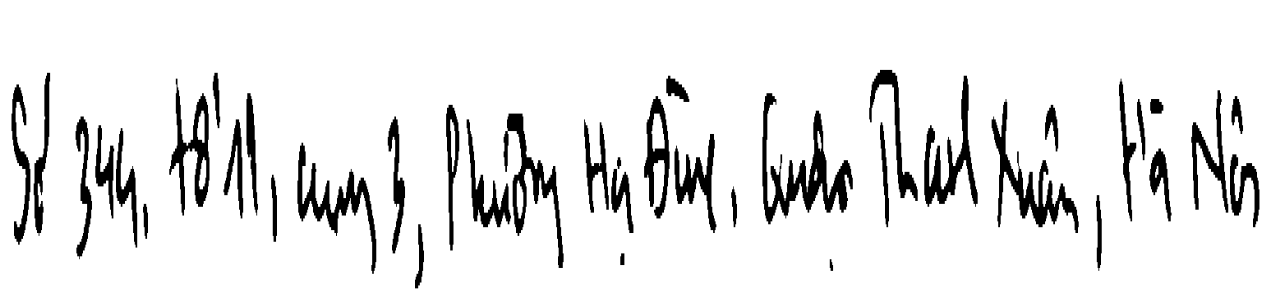 Số 344, tổ 11, cụm 3, Phường Hạ Đình, Quận Thanh Xuân, Hà Nội